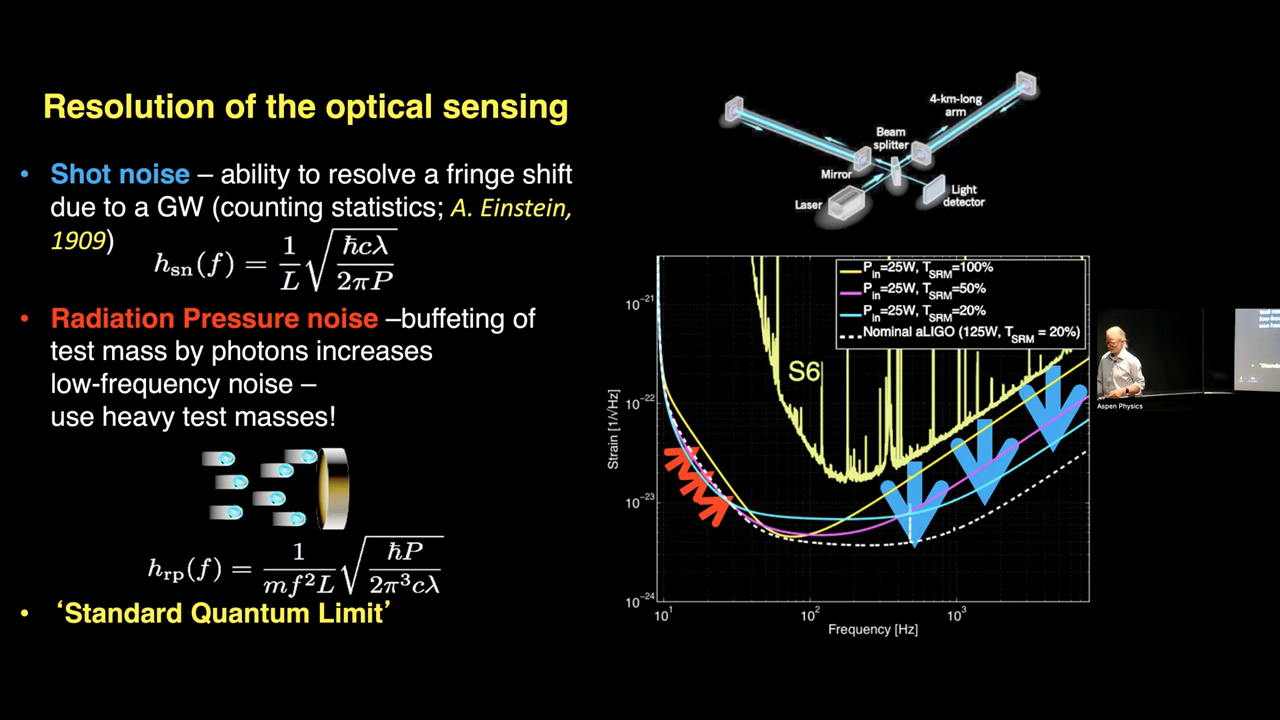 Resolution of the optical sensing
• Shot noise – ability to resolve a fringe shift
due to a GW (counting statistics; A. Einstein,
1909)
h_sn(f) = 1/L √(ħcλ/2πP)
• Radiation Pressure noise –buffeting of
test mass by photons increases
low-frequency noise –
use heavy test masses!
h_rp(f) = 1/(mf²L) √(ħP/2π³cλ)
• ‘Standard Quantum Limit’
4-km-long
arm
Beam
splitter
Mirror
Light
detector
Laser
P_in=25W, T_SRM=100%
P_in=25W, T_SRM=50%
P_in=25W, T_SRM=20%
Nominal aLIGO (125W, T_SRM = 20%)
S6
Strain [1/√Hz]
10⁻²¹
10⁻²²
10⁻²³
10⁻²⁴
10¹ 10² 10³
Frequency [Hz]
Aspen Physics